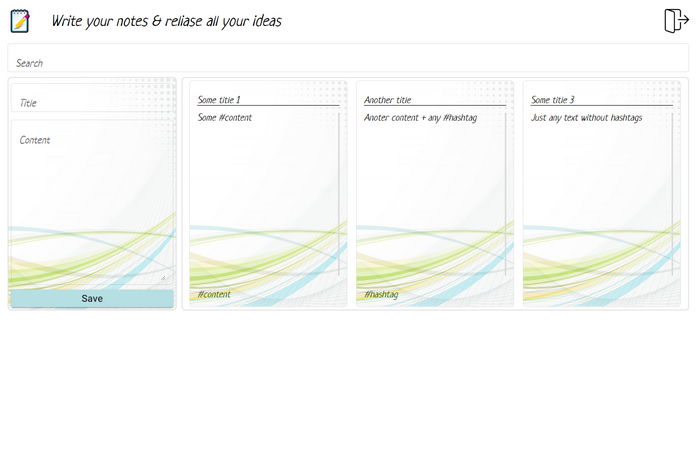 Write your notes & reliase all your ideas
Search
Title
Content
Save
Some title 1
Some #content
#content
Another title
Anoter content + any #hashtag
#hashtag
Some title 3
Just any text without hashtags